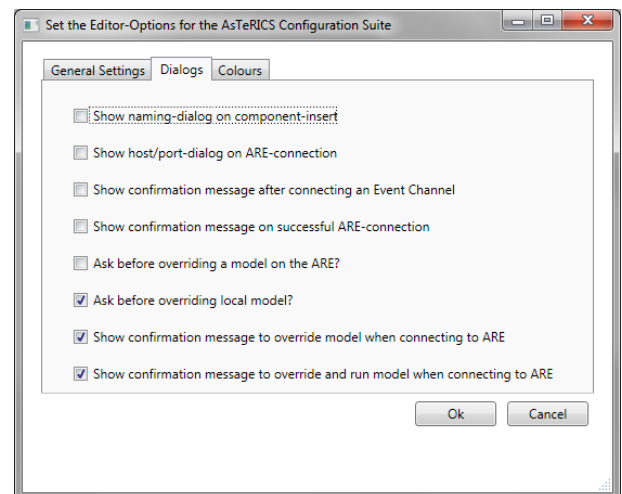 Set the Editor-Options for the AsTeRICS Configuration Suite
General Settings Dialogs Colours
Show naming-dialog on component-insert
Show host/port-dialog on ARE-connection
Show confirmation message after connecting an Event Channel
Show confirmation message on successful ARE-connection
Ask before overriding a model on the ARE?
Ask before overriding local model?
Show confirmation message to override model when connecting to ARE
Show confirmation message to override and run model when connecting to ARE
Ok Cancel